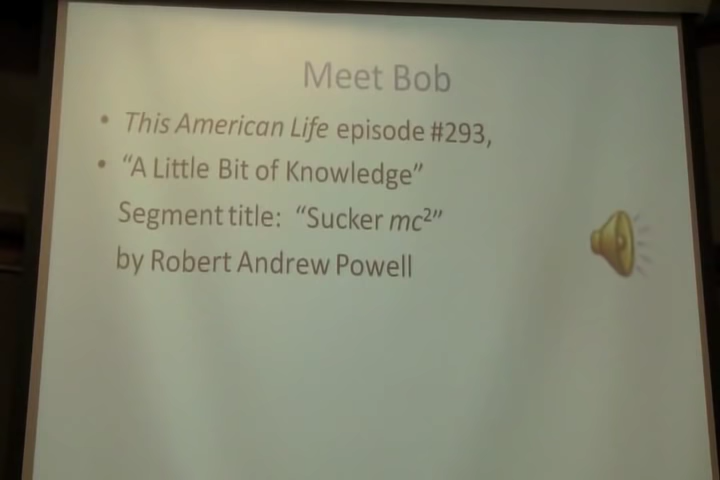 Meet Bob
• This American Life episode #293,
• “A Little Bit of Knowledge”
Segment title: “Sucker mc²”
by Robert Andrew Powell